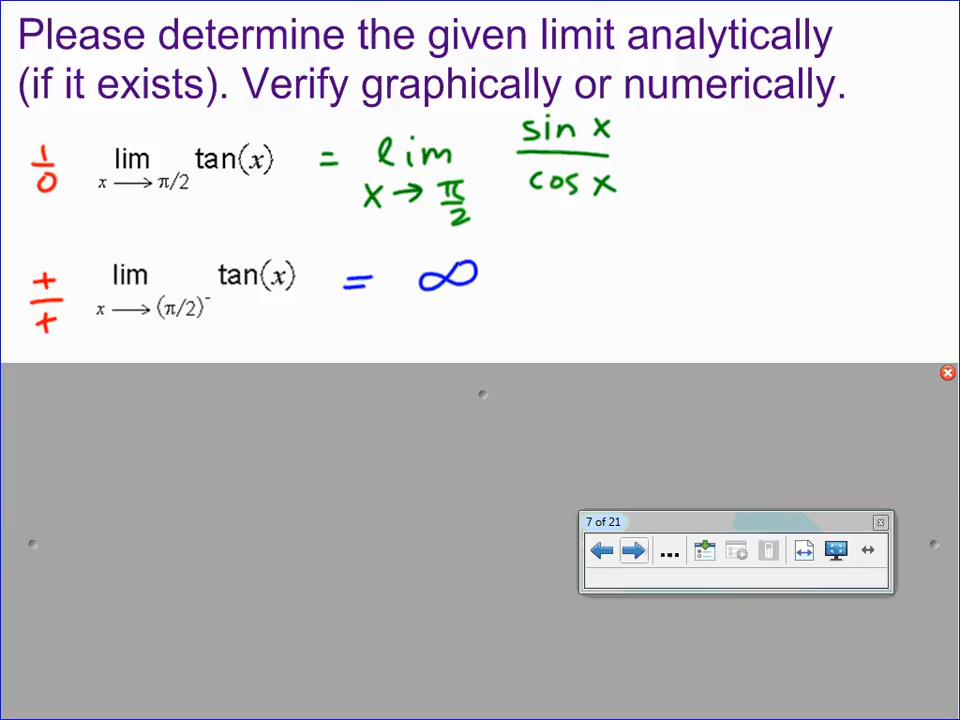 Please determine the given limit analytically
(if it exists). Verify graphically or numerically.
1/0 lim x→π/2 tan(x) = lim x→π/2 sin x / cos x
+/+ lim x→(π/2)⁻ tan(x) = ∞
7 of 21